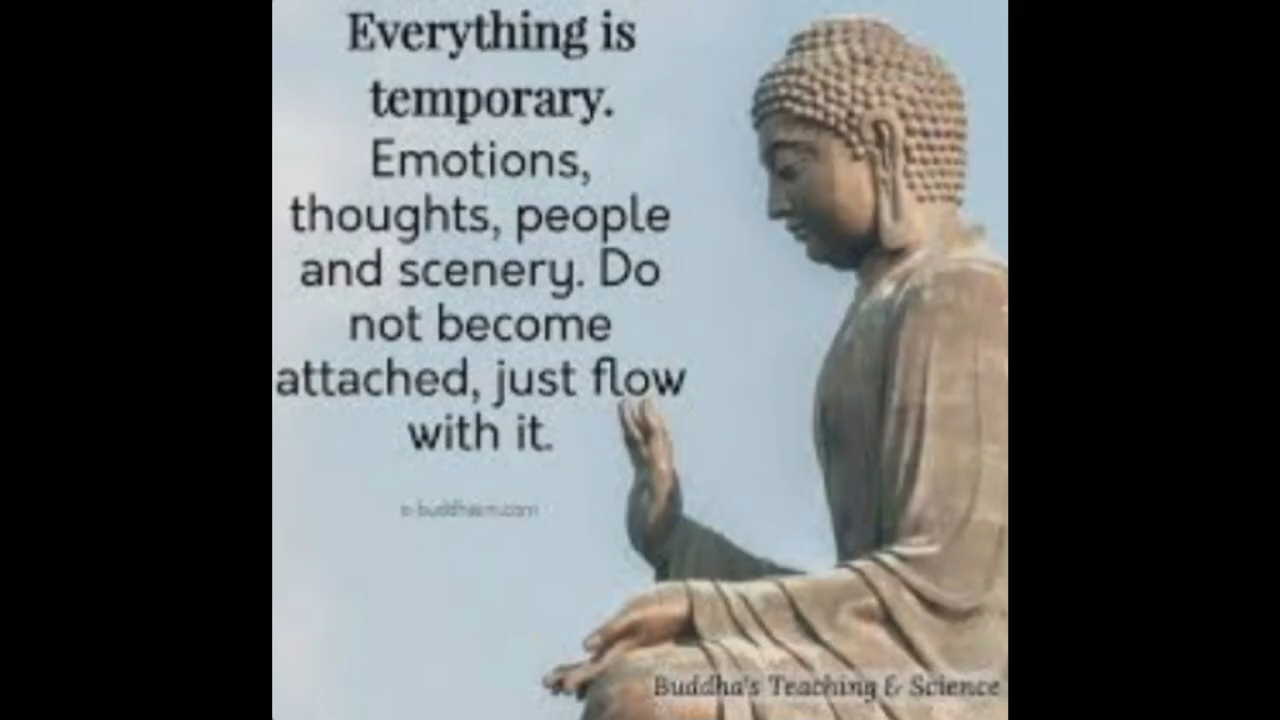 Everything is
temporary.
Emotions,
thoughts, people
and scenery. Do
not become
attached, just flow
with it.
Buddha's Teaching & Science